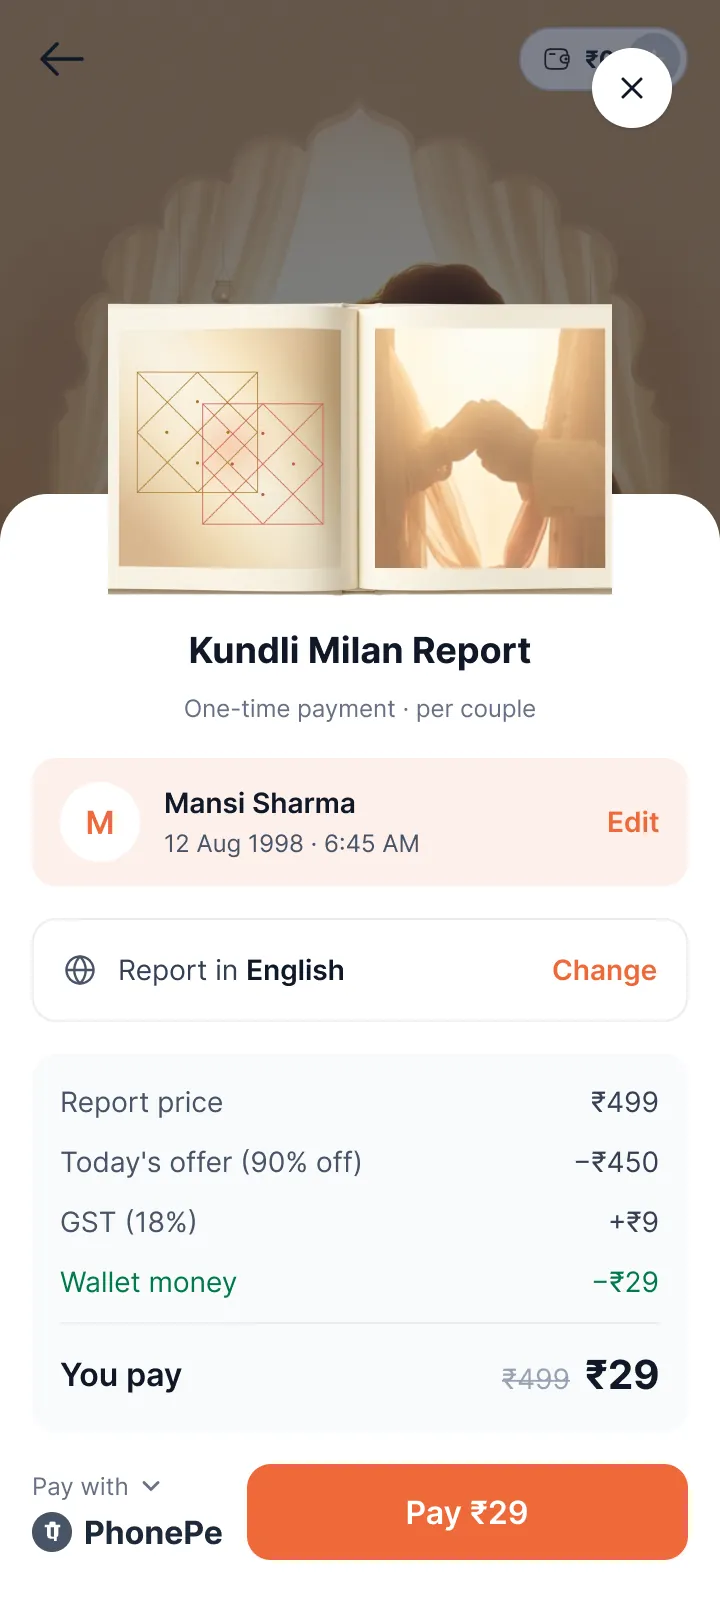 Kundli Milan Report
One-time payment · per couple
M
Mansi Sharma
12 Aug 1998 · 6:45 AM
Edit
Report in English
Change
Report price ₹499
Today's offer (90% off) −₹450
GST (18%) +₹9
Wallet money −₹29
You pay ₹499 ₹29
Pay with
PhonePe
Pay ₹29